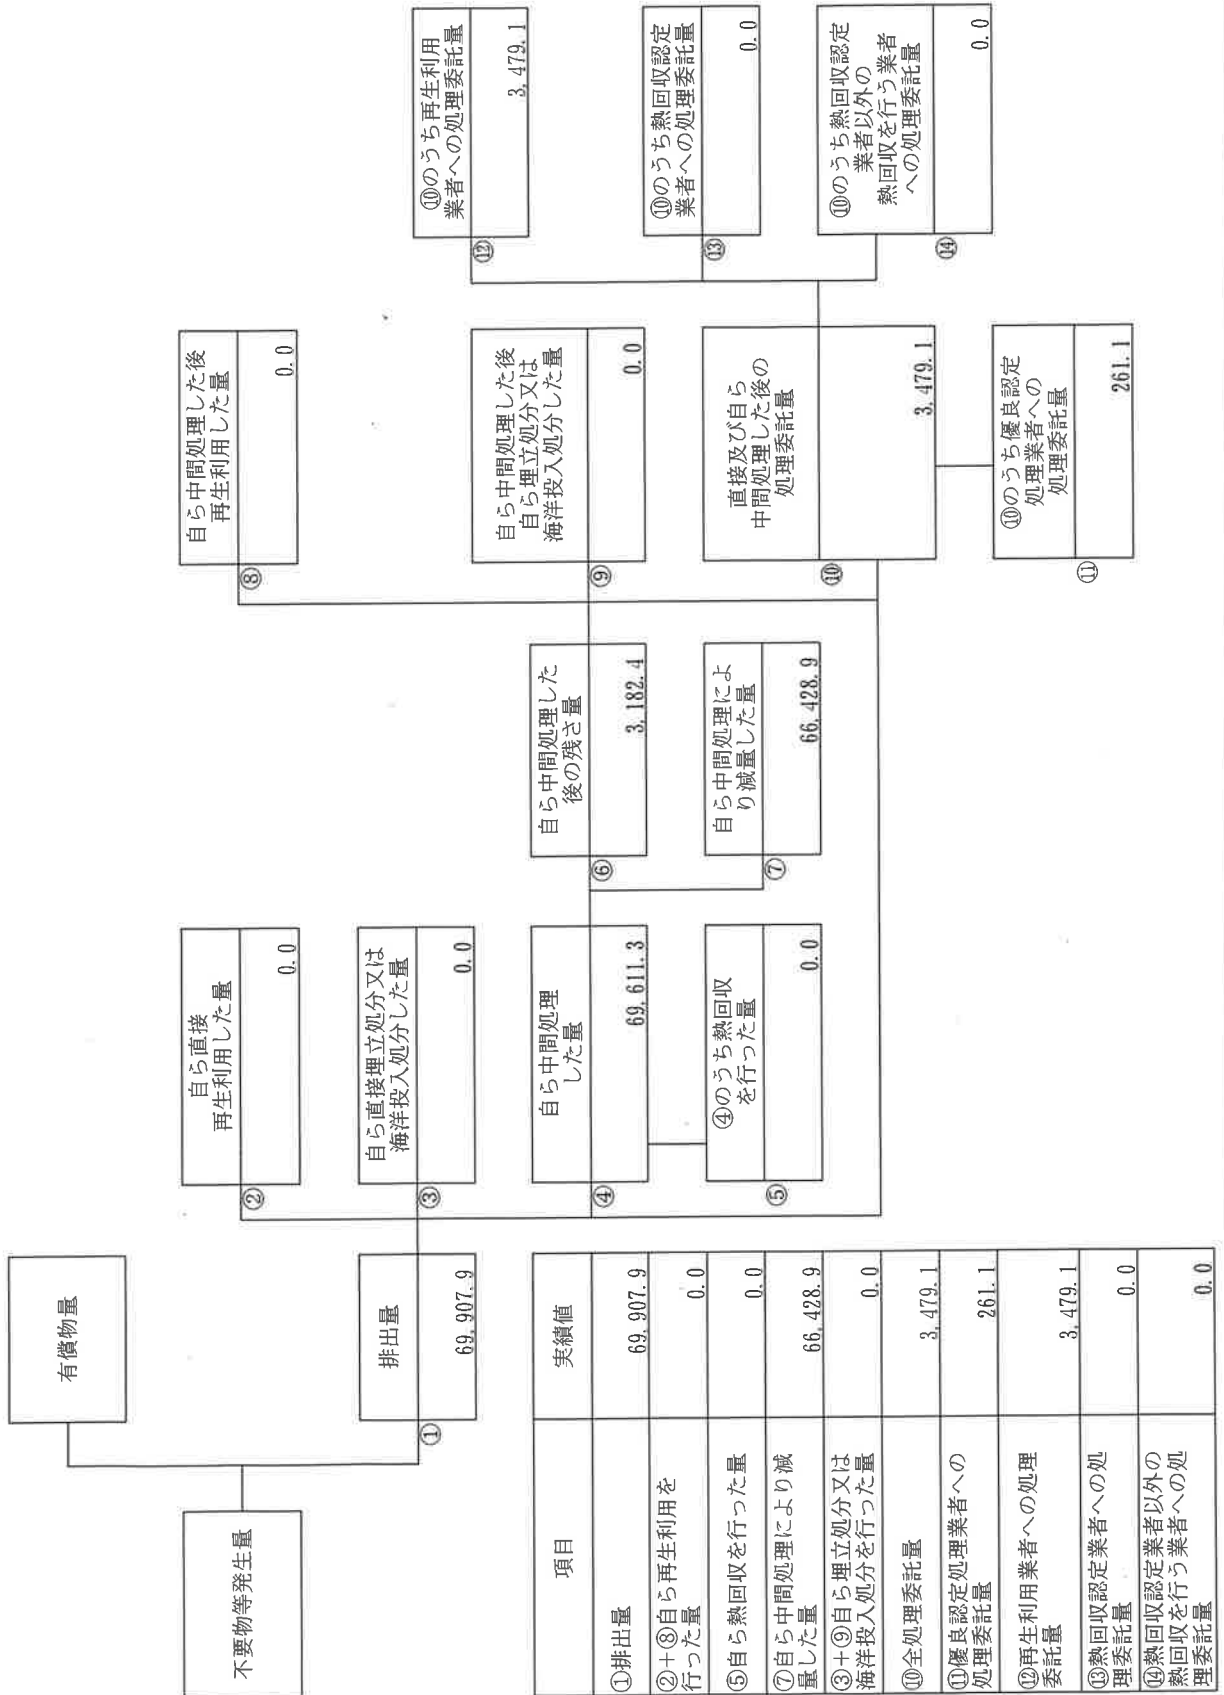 不要物等発生量
有償物量
排出量
69,907.9
①
自ら直接
再生利用した量
0.0
②
自ら直接埋立処分又は
海洋投入処分した量
0.0
③
自ら中間処理
した量
69,611.3
④
④のうち熱回収
を行った量
0.0
⑤
自ら中間処理した
後の残さ量
3,182.4
⑥
自ら中間処理によ
り減量した量
66,428.9
⑦
自ら中間処理した後
再生利用した量
0.0
⑧
自ら中間処理した後
自ら埋立処分又は
海洋投入処分した量
0.0
⑨
直接及び自ら
中間処理した後の
処理委託量
3,479.1
⑩
⑩のうち優良認定
処理業者への
処理委託量
261.1
⑪
⑩のうち再生利用
業者への処理委託量
3,479.1
⑫
⑩のうち熱回収認定
業者への処理委託量
0.0
⑬
⑩のうち熱回収認定
業者以外の
熱回収を行う業者
への処理委託量
0.0
⑭
項目
実績値
①排出量
69,907.9
②+⑧自ら再生利用を
行った量
0.0
⑤自ら熱回収を行った量
0.0
⑦自ら中間処理により減
量した量
66,428.9
③+⑨自ら埋立処分又は
海洋投入処分を行った量
0.0
⑩全処理委託量
3,479.1
⑪優良認定処理業者への
処理委託量
261.1
⑫再生利用業者への処理
委託量
3,479.1
⑬熱回収認定業者への処
理委託量
0.0
⑭熱回収認定業者以外の
熱回収を行う業者への処
理委託量
0.0